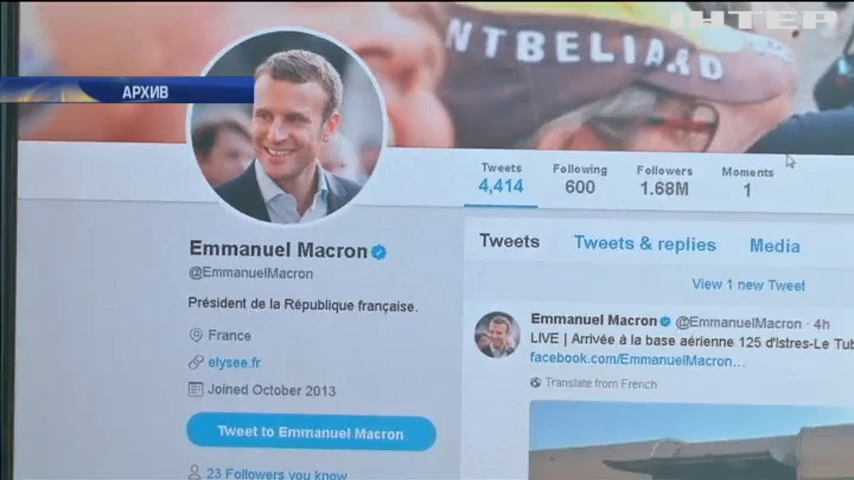 ІНТЕР
NTBELIARD
АРХИВ
Tweets Following Followers Moments
4,414 600 1.68M 1
Emmanuel Macron
@EmmanuelMacron
Président de la République française.
France
elysee.fr
Joined October 2013
Tweet to Emmanuel Macron
23 Followers you know
Tweets Tweets & replies Media
View 1 new Tweet
Emmanuel Macron @EmmanuelMacron · 4h
LIVE | Arrivée à la base aérienne 125 d'Istres-Le Tub
facebook.com/EmmanuelMacron…
Translate from French